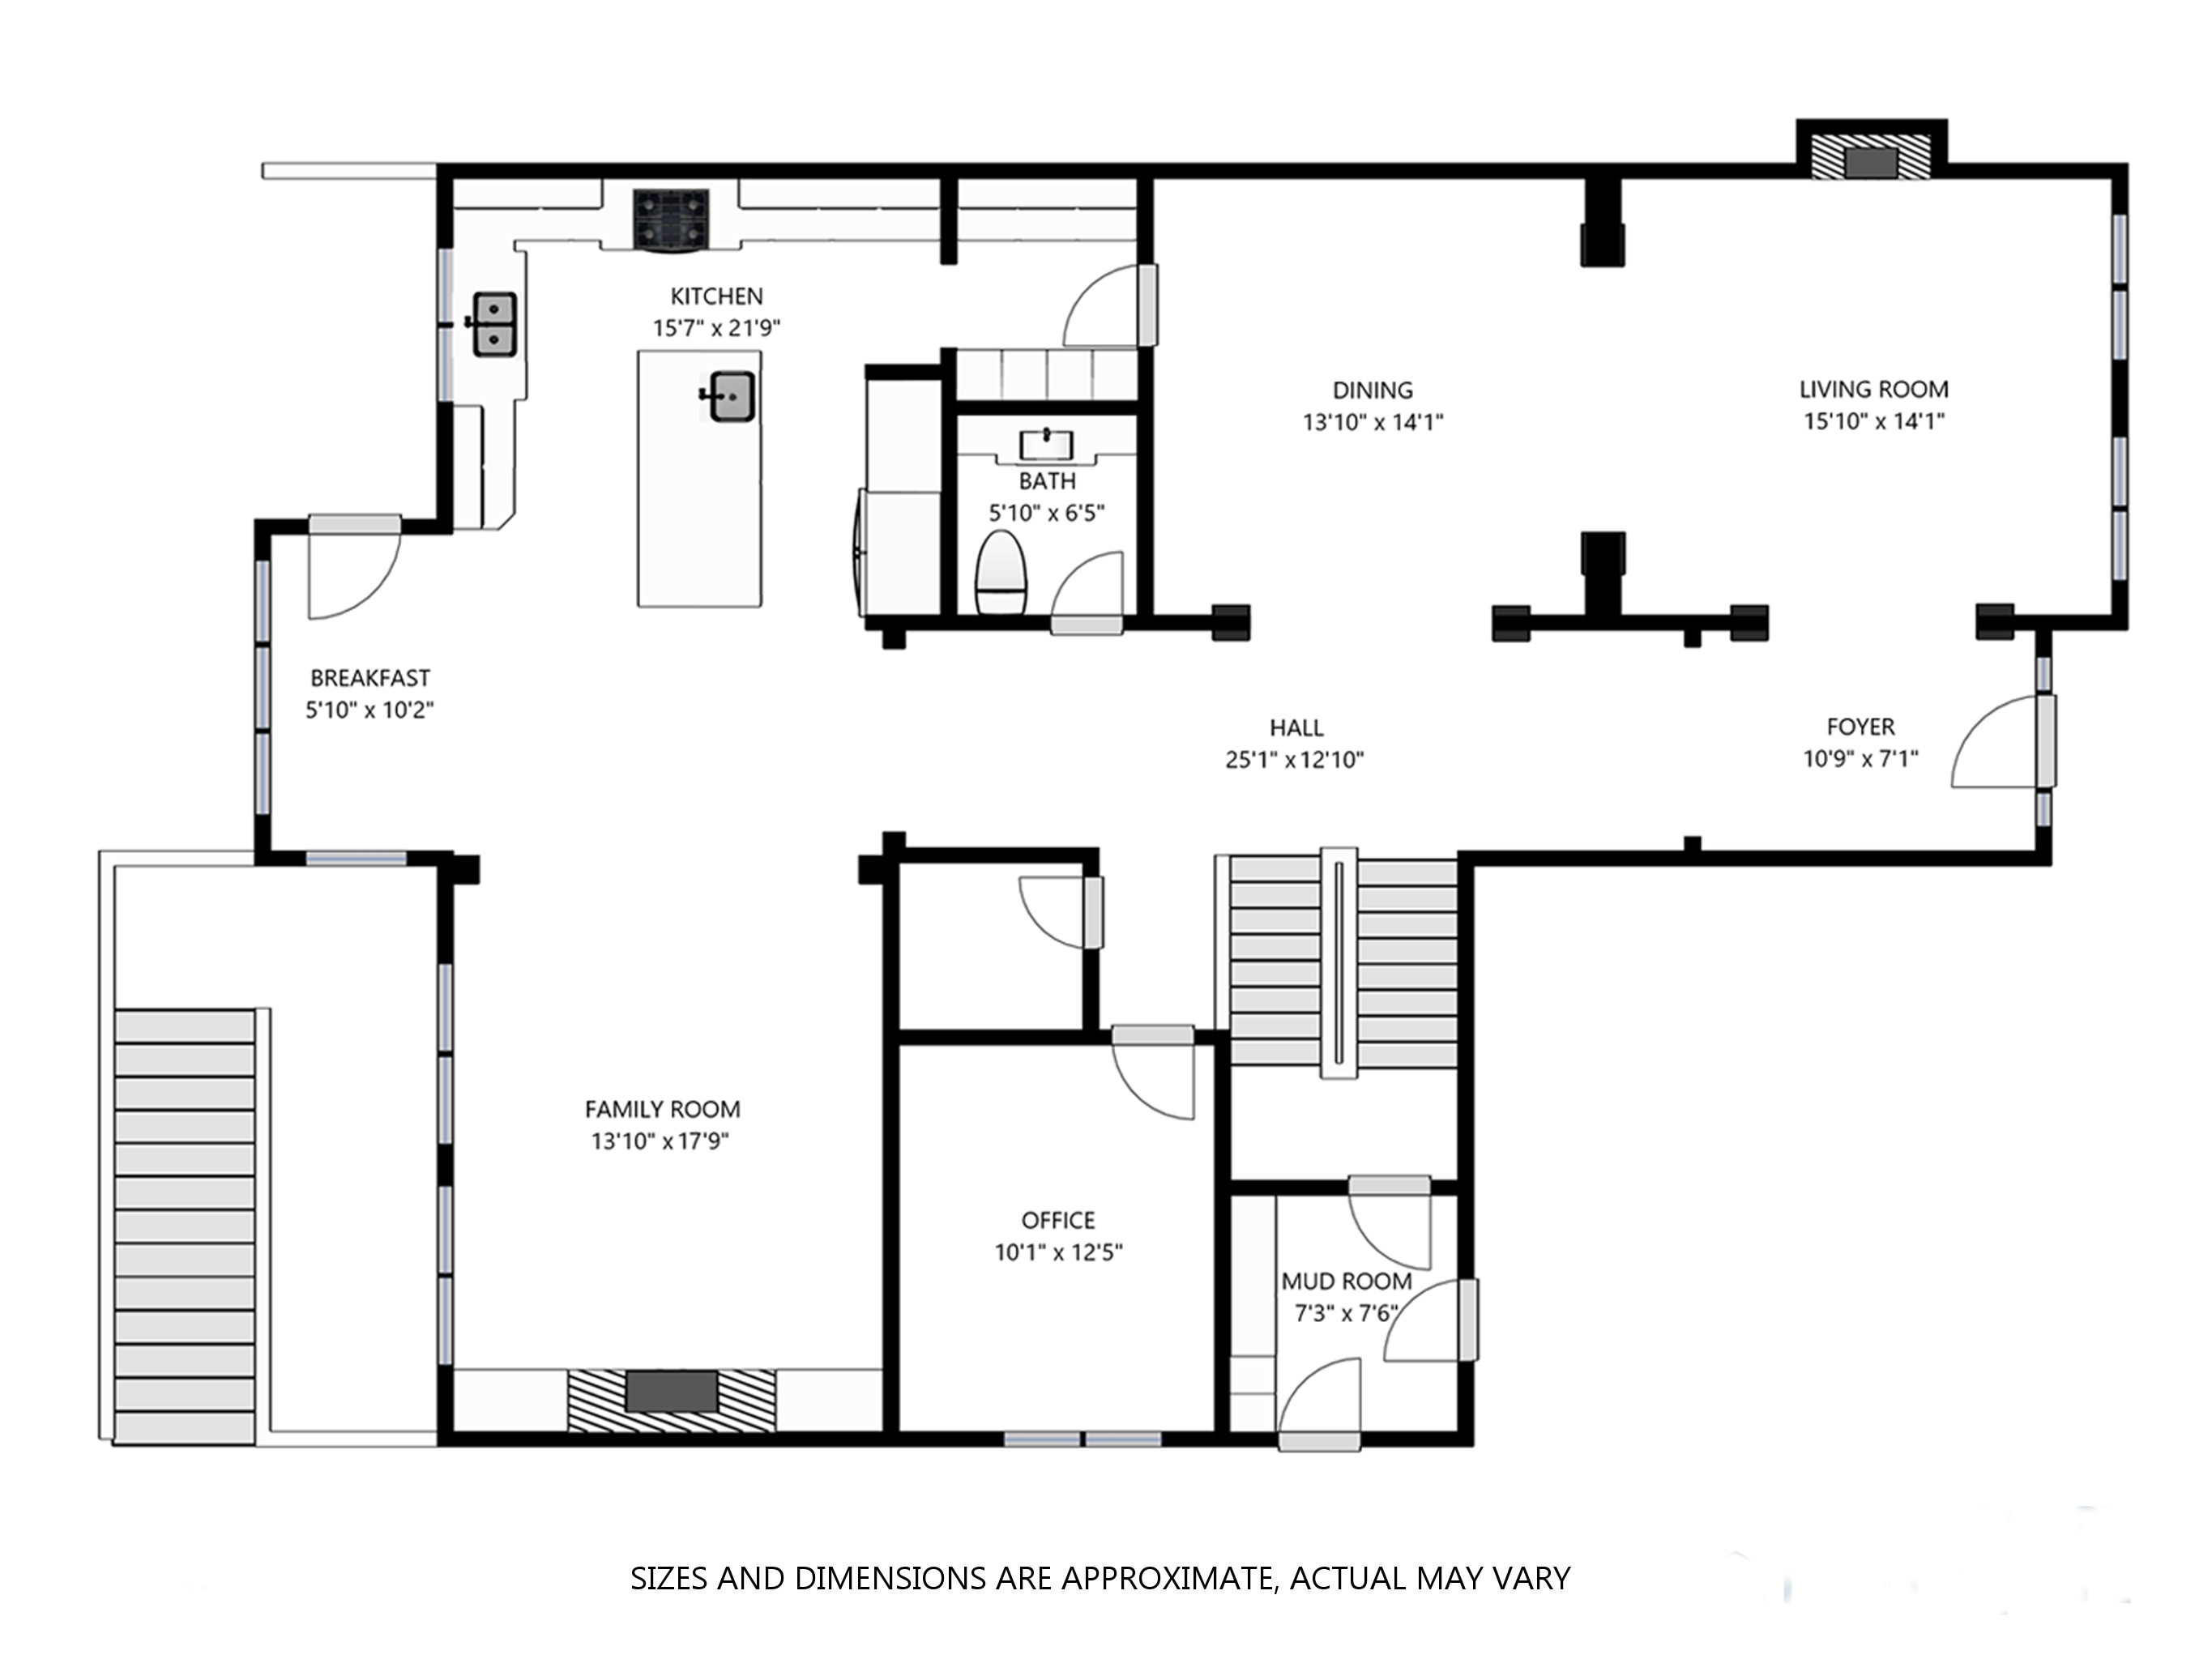 KITCHEN
15'7" x 21'9"
DINING
13'10" x 14'1"
LIVING ROOM
15'10" x 14'1"
BATH
5'10" x 6'5"
BREAKFAST
5'10" x 10'2"
HALL
25'1" x 12'10"
FOYER
10'9" x 7'1"
FAMILY ROOM
13'10" x 17'9"
OFFICE
10'1" x 12'5"
MUD ROOM
7'3" x 7'6"
SIZES AND DIMENSIONS ARE APPROXIMATE, ACTUAL MAY VARY